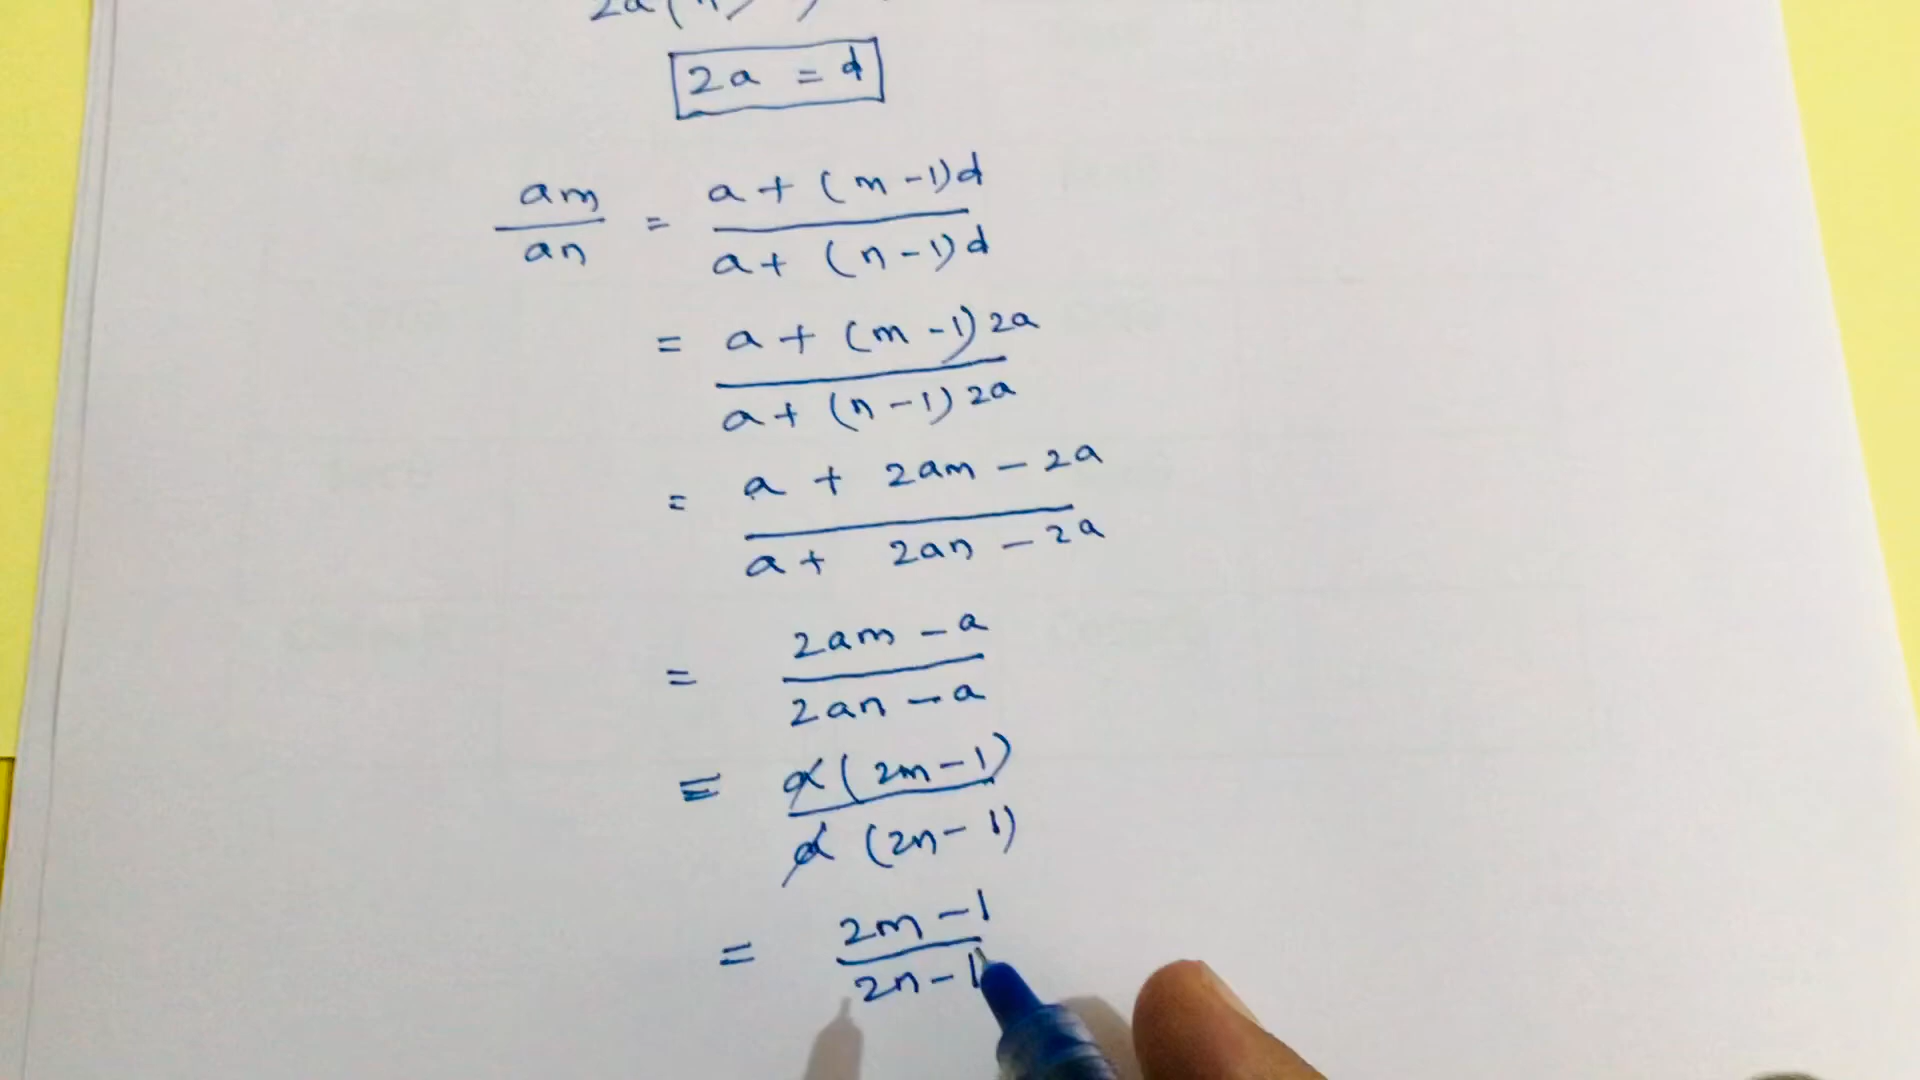 2a = d
am/an = a + (m - 1)d / a + (n - 1)d
= a + (m - 1) 2a / a + (n - 1) 2a
= a + 2am - 2a / a + 2an - 2a
= 2am - a / 2an - a
= a(2m - 1) / a(2n - 1)
= 2m - 1 / 2n - 1